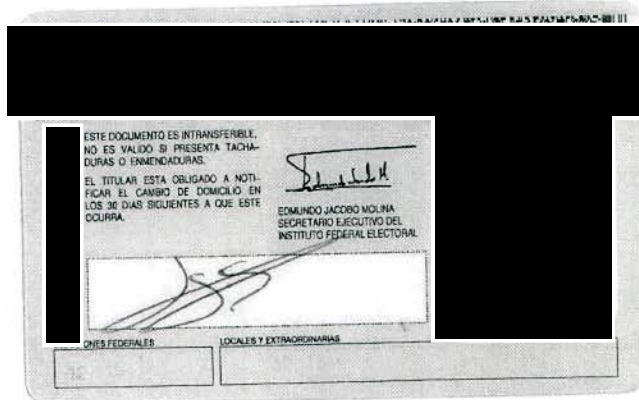 ESTE DOCUMENTO ES INTRANSFERIBLE,
NO ES VALIDO SI PRESENTA TACHA-
DURAS O ENMENDADURAS.
EL TITULAR ESTA OBLIGADO A NOTI-
FICAR EL CAMBIO DE DOMICILIO EN
LOS 30 DIAS SIGUIENTES A QUE ESTE
OCURRA.
EDMUNDO JACOBO MOLINA
SECRETARIO EJECUTIVO DEL
INSTITUTO FEDERAL ELECTORAL
ONES FEDERALES
LOCALES Y EXTRAORDINARIAS
12